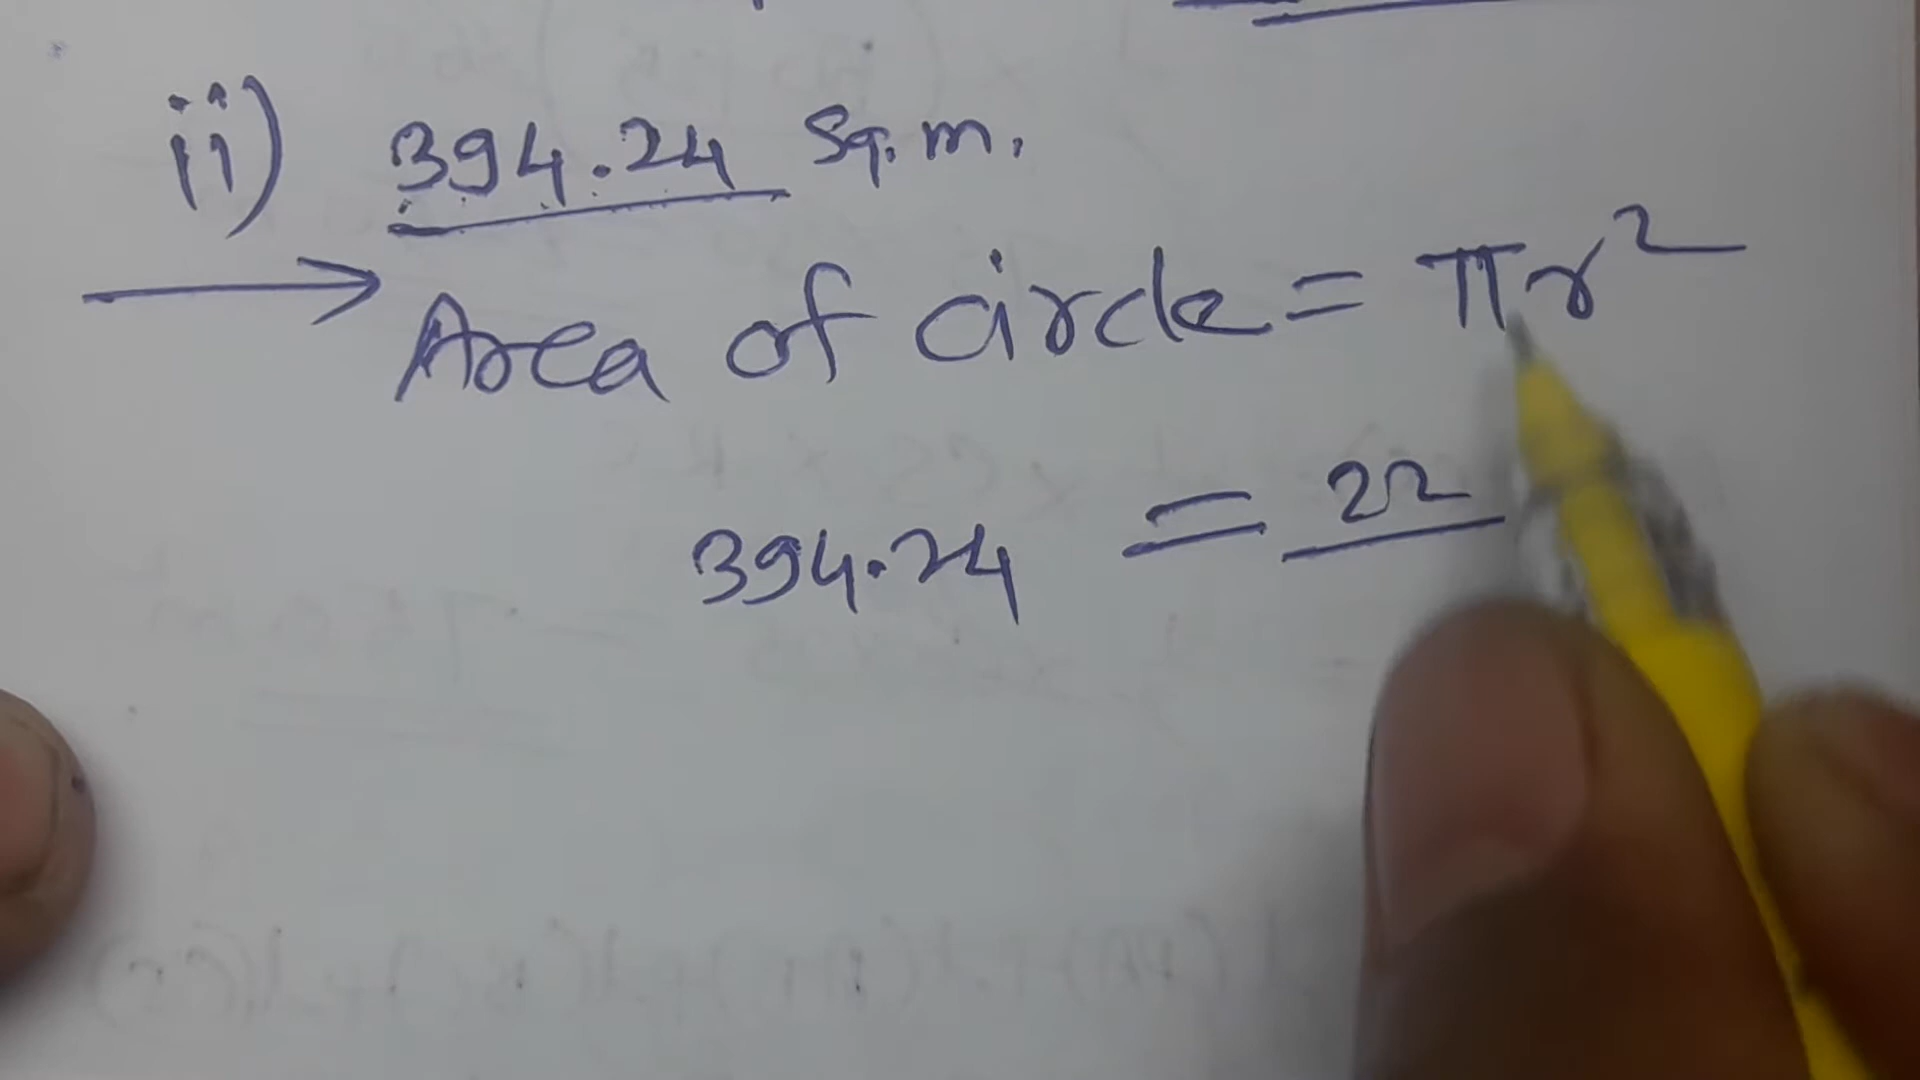 ii) 394.24 Sq.m.
→ Area of circle = πr²
394.24 = 22